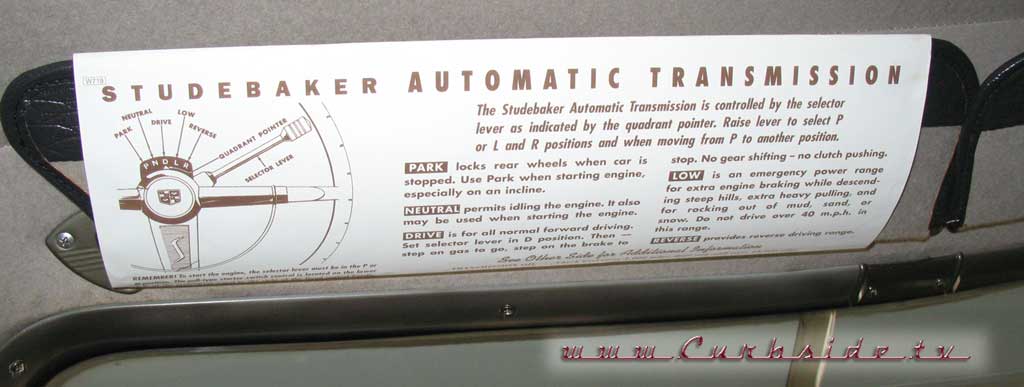 W719
STUDEBAKER AUTOMATIC TRANSMISSION
NEUTRAL
LOW
PARK
DRIVE
REVERSE
QUADRANT POINTER
SELECTOR LEVER
P N D L R
S
REMEMBER! To start the engine, the selector lever must be in the P or
The Studebaker Automatic Transmission is controlled by the selector
lever as indicated by the quadrant pointer. Raise lever to select P
or L and R positions and when moving from P to another position.
PARK locks rear wheels when car is
stopped. Use Park when starting engine,
especially on an incline.
NEUTRAL permits idling the engine. It also
may be used when starting the engine.
DRIVE is for all normal forward driving.
Set selector lever in D position. Then —
step on gas to go, step on the brake to
stop. No gear shifting – no clutch pushing.
LOW is an emergency power range
for extra engine braking while descend-
ing steep hills, extra heavy pulling, and
for rocking out of mud, sand, or
snow. Do not drive over 40 m.p.h. in
this range.
REVERSE provides reverse driving range.
See Other Side for Additional Information
www.Curbside.tv